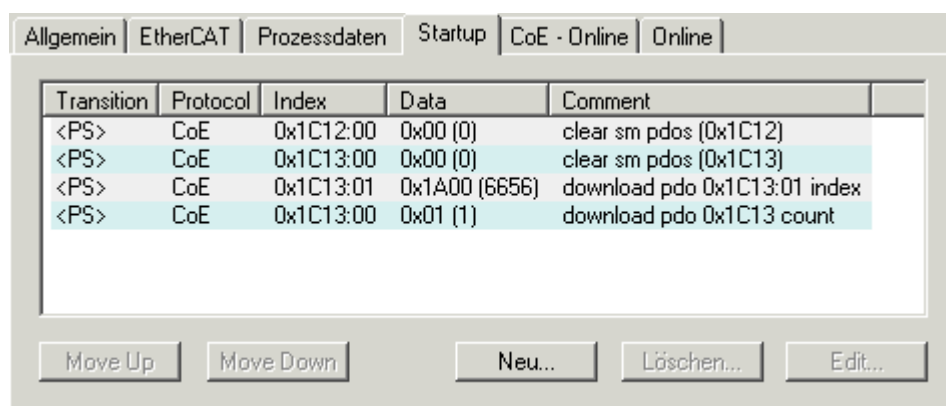 Allgemein EtherCAT Prozessdaten Startup CoE - Online Online
Transition Protocol Index Data Comment
<PS> CoE 0x1C12:00 0x00 (0) clear sm pdos (0x1C12)
<PS> CoE 0x1C13:00 0x00 (0) clear sm pdos (0x1C13)
<PS> CoE 0x1C13:01 0x1A00 (6656) download pdo 0x1C13:01 index
<PS> CoE 0x1C13:00 0x01 (1) download pdo 0x1C13 count
Move Up Move Down Neu... Löschen... Edit...